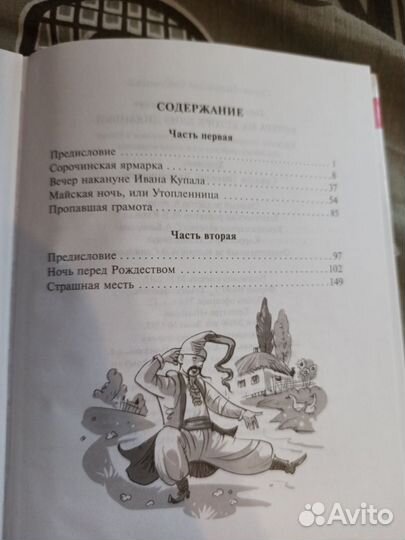 СОДЕРЖАНИЕ
Часть первая
Предисловие 1
Сорочинская ярмарка 8
Вечер накануне Ивана Купала 37
Майская ночь, или Утопленница 54
Пропавшая грамота 85
Часть вторая
Предисловие 97
Ночь перед Рождеством 102
Страшная месть 149
Avito